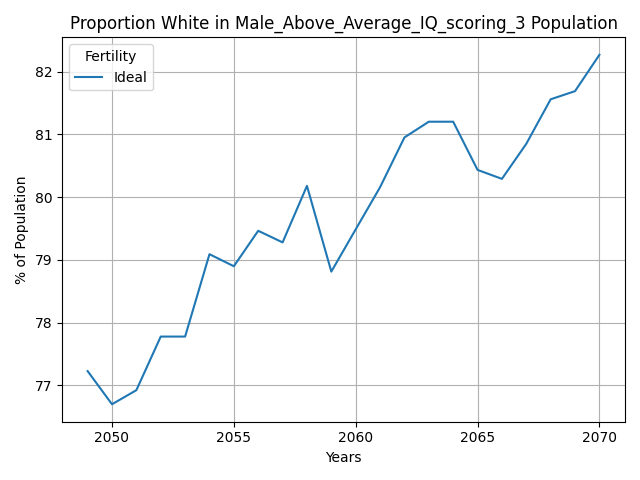 Proportion White in Male_Above_Average_IQ_scoring_3 Population
Fertility
Ideal
% of Population
82
81
80
79
78
77
2050
2055
2060
2065
2070
Years